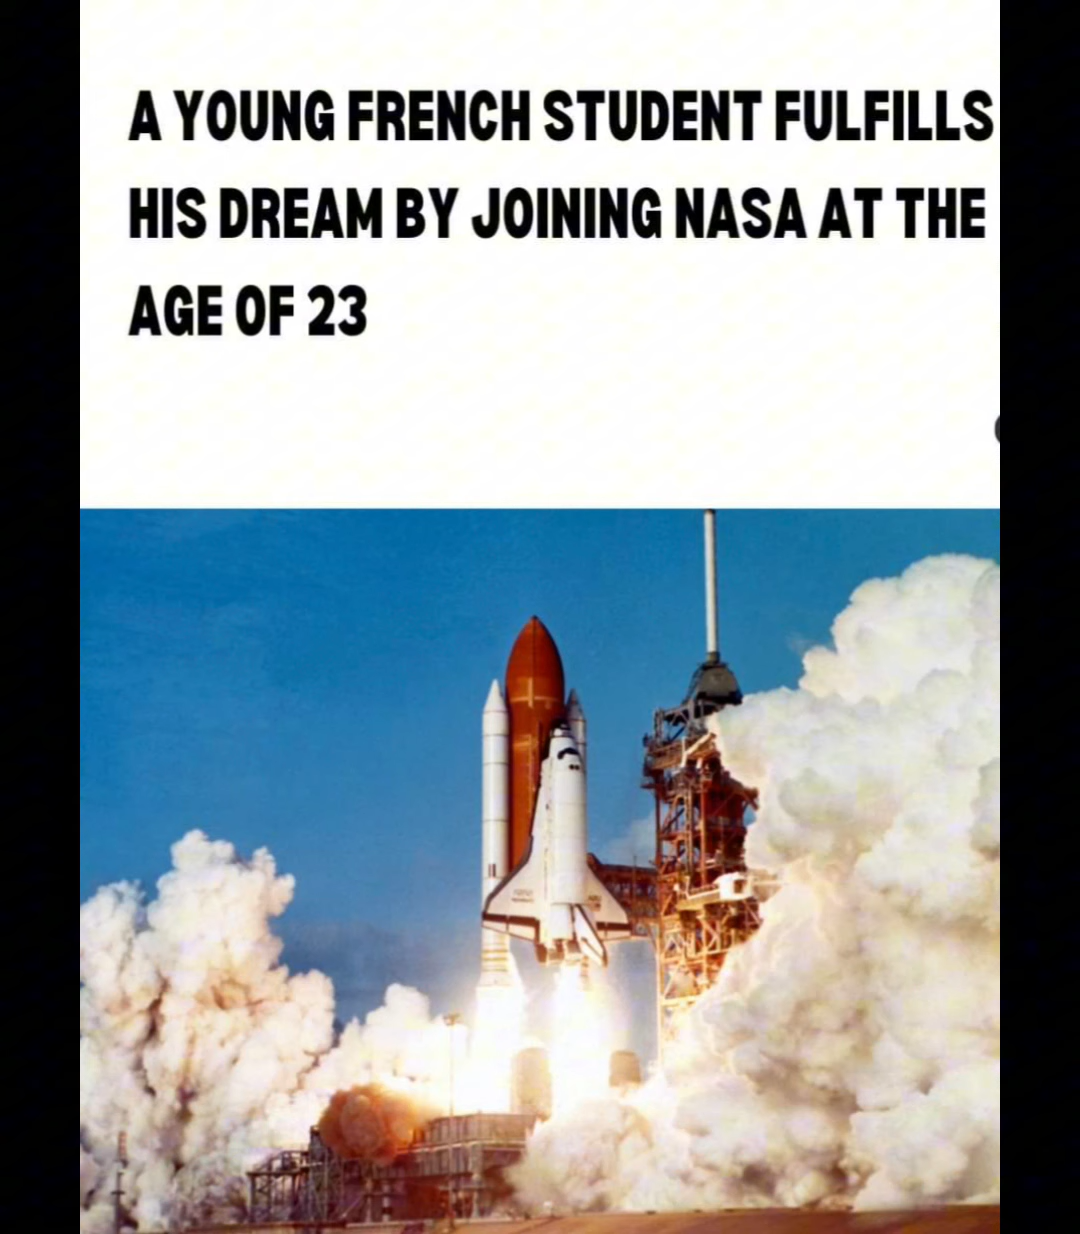 A YOUNG FRENCH STUDENT FULFILLS
HIS DREAM BY JOINING NASA AT THE
AGE OF 23